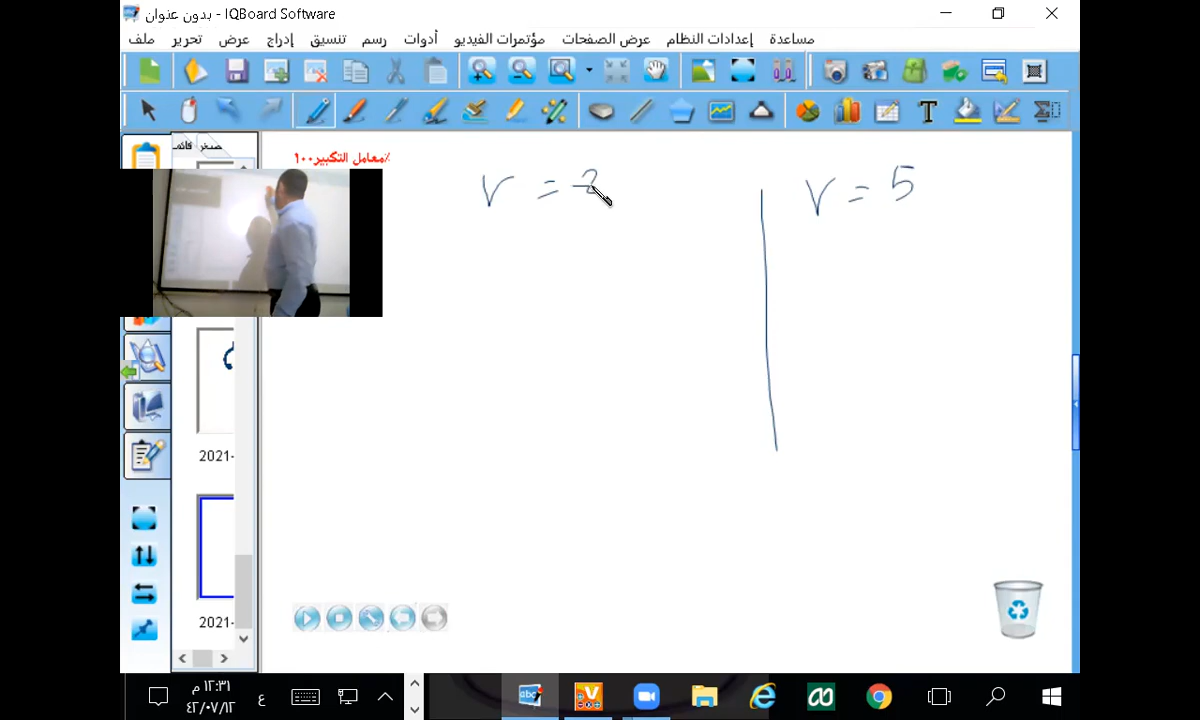 بدون عنوان - IQBoard Software
ملف تحرير عرض إدراج تنسيق رسم أدوات مؤتمرات الفيديو عرض الصفحات إعدادات النظام مساعدة
معامل التكبير١٠٠٪
V = 5
V = -2
2021-
2021-
١٢:٣١ م
٤٢/٠٧/١٢
ع